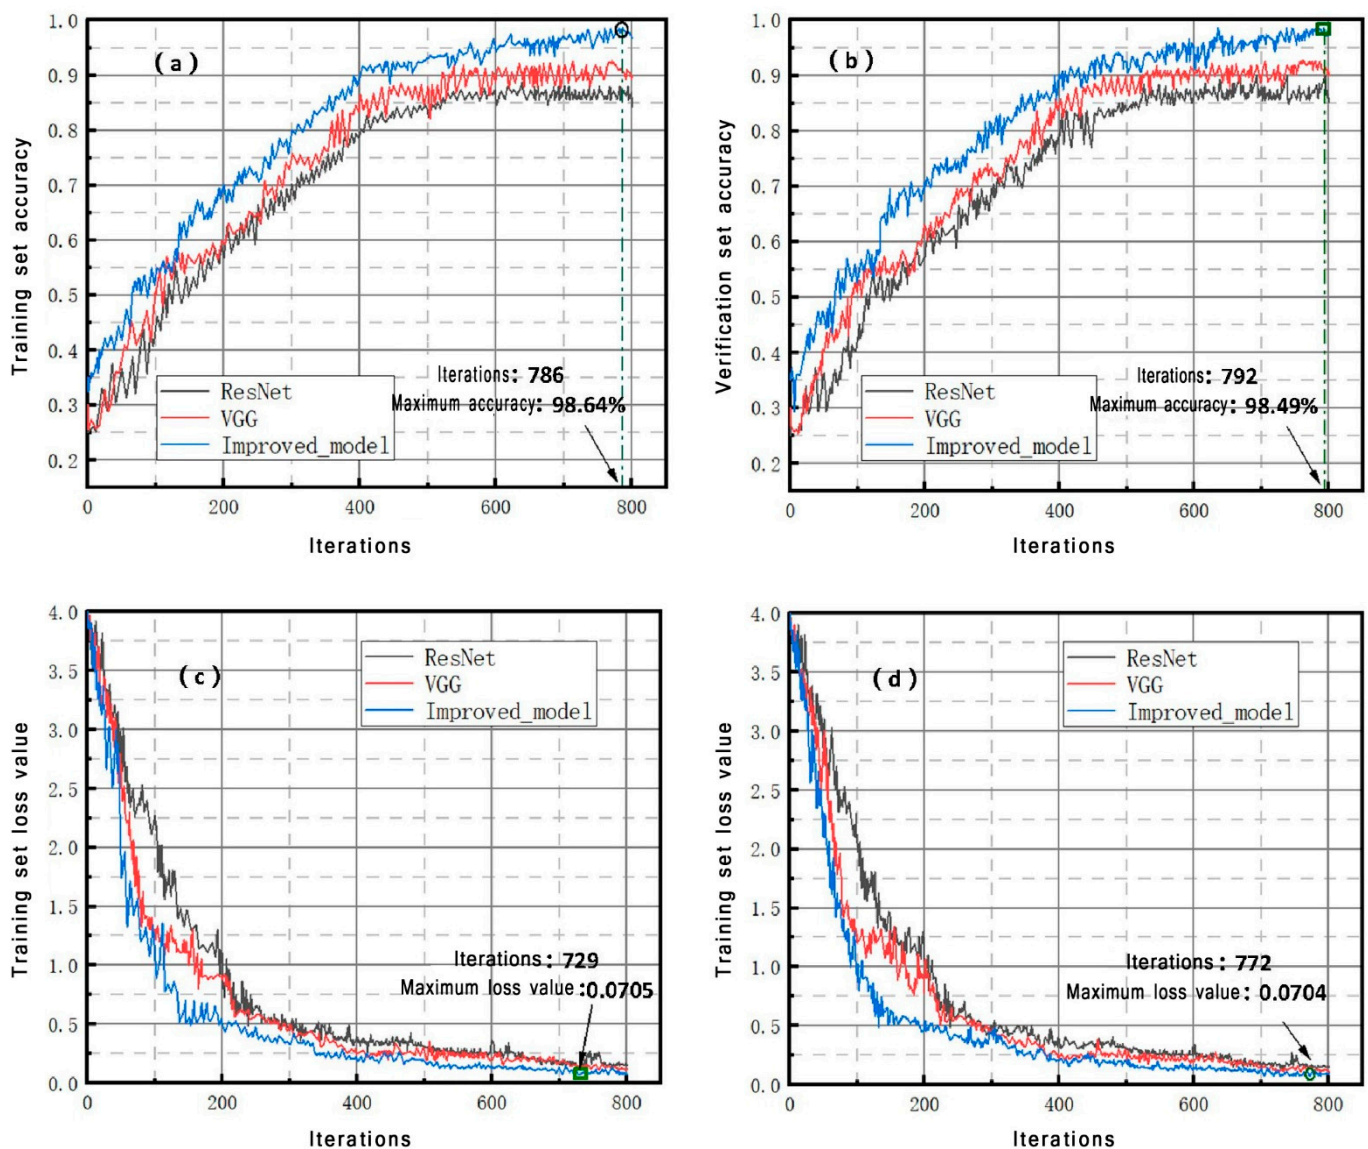 1.0
0.9
0.8
0.7
0.6
0.5
0.4
0.3
0.2
Training set accuracy
(a)
ResNet
VGG
Improved_model
Iterations: 786
Maximum accuracy: 98.64%
0 200 400 600 800
Iterations
1.0
0.9
0.8
0.7
0.6
0.5
0.4
0.3
0.2
Verification set accuracy
(b)
ResNet
VGG
Improved_model
Iterations: 792
Maximum accuracy: 98.49%
0 200 400 600 800
Iterations
4.0
3.5
3.0
2.5
2.0
1.5
1.0
0.5
0.0
Training set loss value
(c)
ResNet
VGG
Improved_model
Iterations: 729
Maximum loss value :0.0705
0 200 400 600 800
Iterations
4.0
3.5
3.0
2.5
2.0
1.5
1.0
0.5
0.0
Training set loss value
(d)
ResNet
VGG
Improved_model
Iterations: 772
Maximum loss value: 0.0704
0 200 400 600 800
Iterations